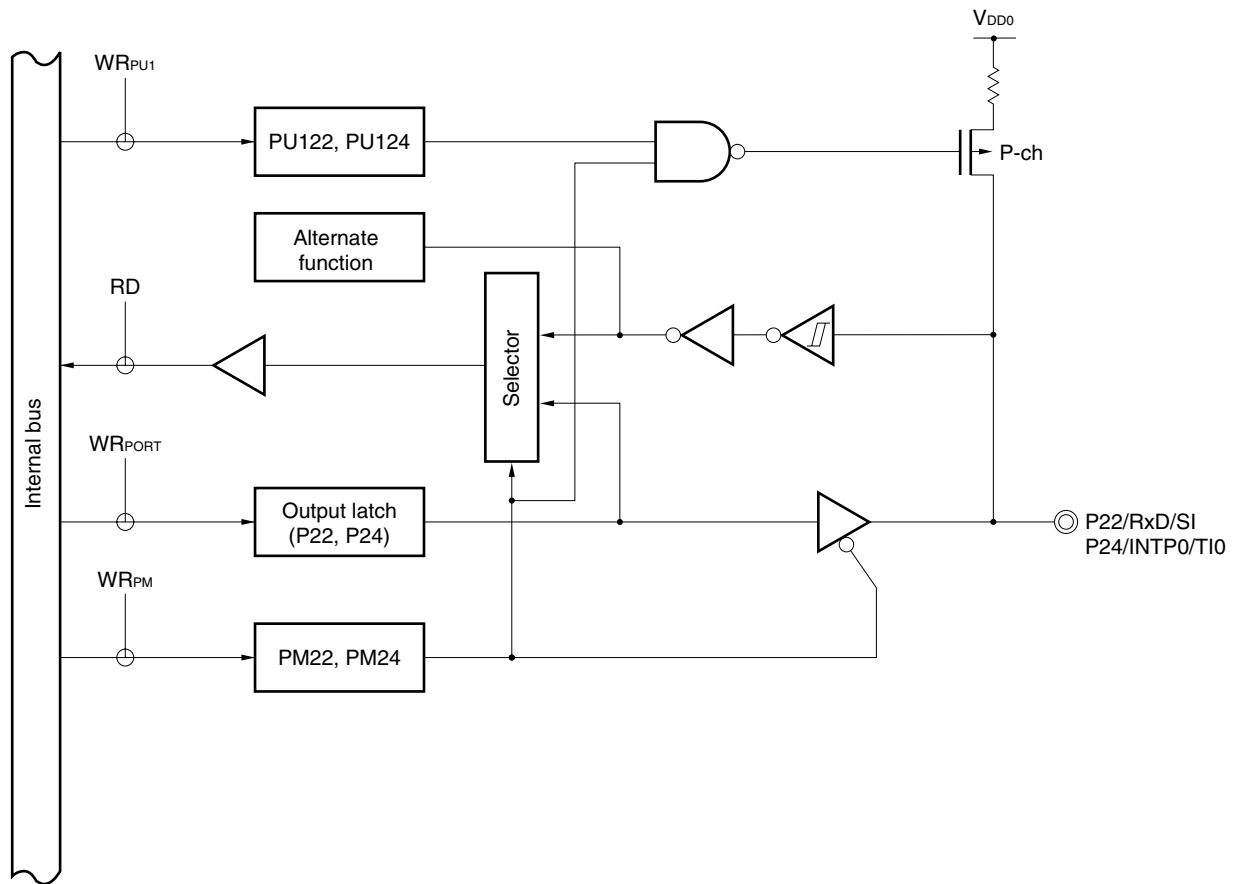 VDD0
WRPU1
PU122, PU124
P-ch
Alternate
function
RD
Selector
Internal bus
WRPORT
Output latch
(P22, P24)
P22/RxD/SI
P24/INTP0/TI0
WRPM
PM22, PM24